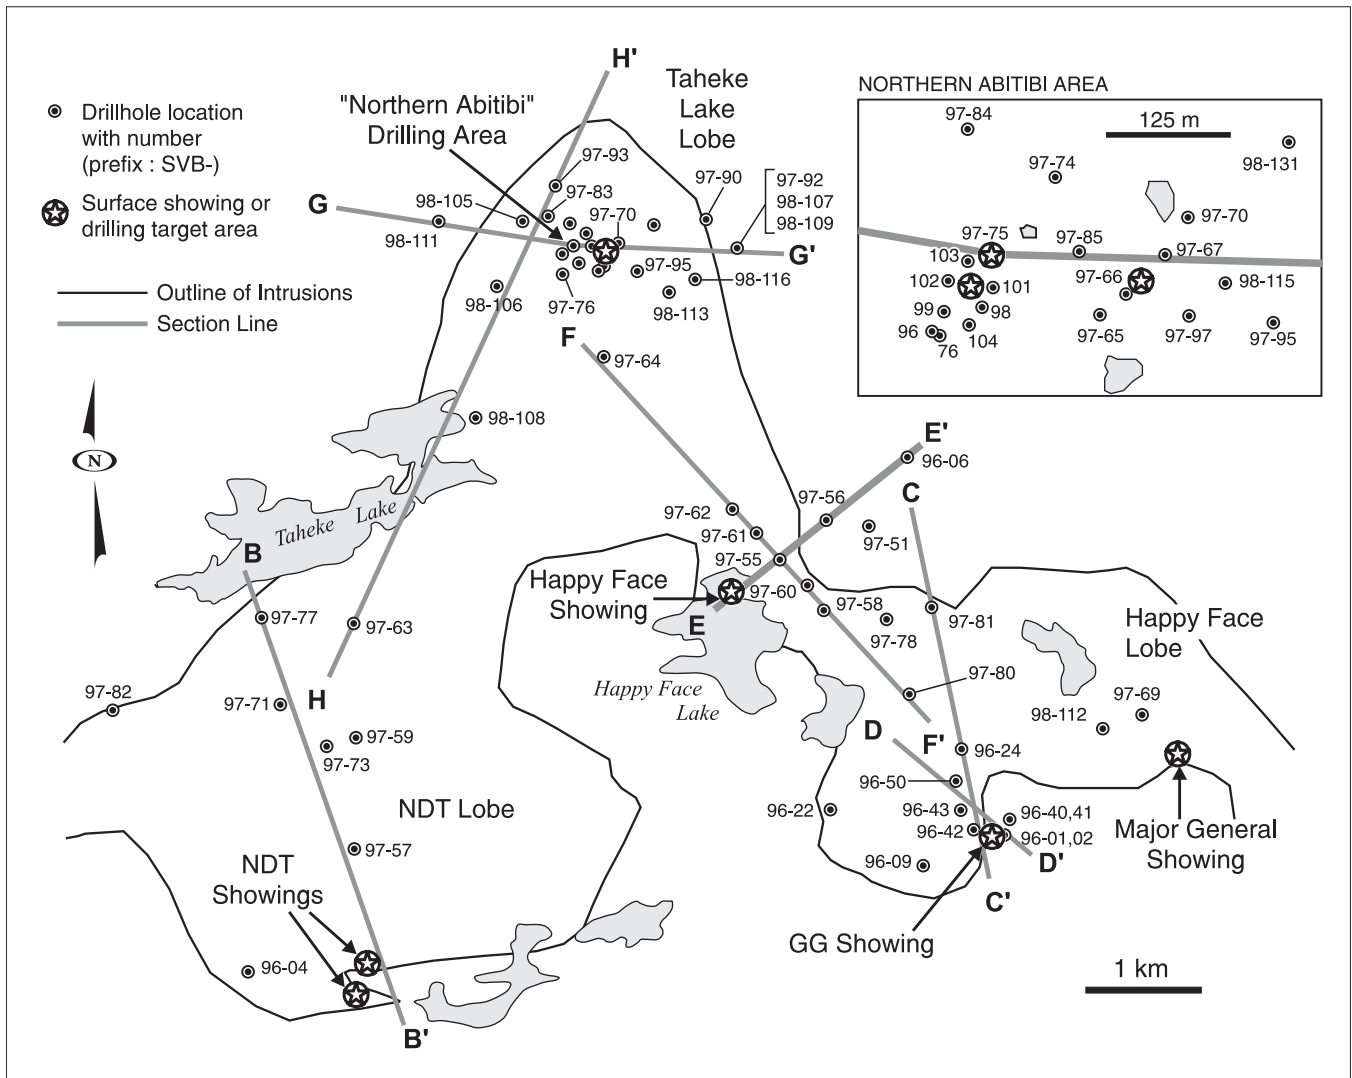 H'
Taheke
Lake
Lobe
"Northern Abitibi"
Drilling Area
Drillhole location
with number
(prefix : SVB-)
Surface showing or
drilling target area
Outline of Intrusions
Section Line
N
G
98-105
98-111
97-93
97-83
97-70
97-90
97-92
98-107
98-109
G'
97-95
98-116
98-106
97-76
98-113
F
97-64
98-108
NORTHERN ABITIBI AREA
97-84
125 m
98-131
97-74
97-70
97-75
97-85
97-67
103
102
101
97-66
98-115
99
98
96
76
104
97-65
97-97
97-95
E'
96-06
C
97-56
97-62
97-61
97-51
97-55
Taheke Lake
B
Happy Face
Showing
97-60
97-58
E
97-78
97-81
Happy Face
Lobe
97-77
97-63
Happy Face
Lake
97-80
H
97-82
97-71
D
F'
97-69
98-112
97-59
97-73
96-24
96-50
NDT Lobe
96-22
96-43
96-40,41
96-42
96-01,02
Major General
Showing
97-57
96-09
D'
C'
NDT
Showings
GG Showing
96-04
1 km
B'